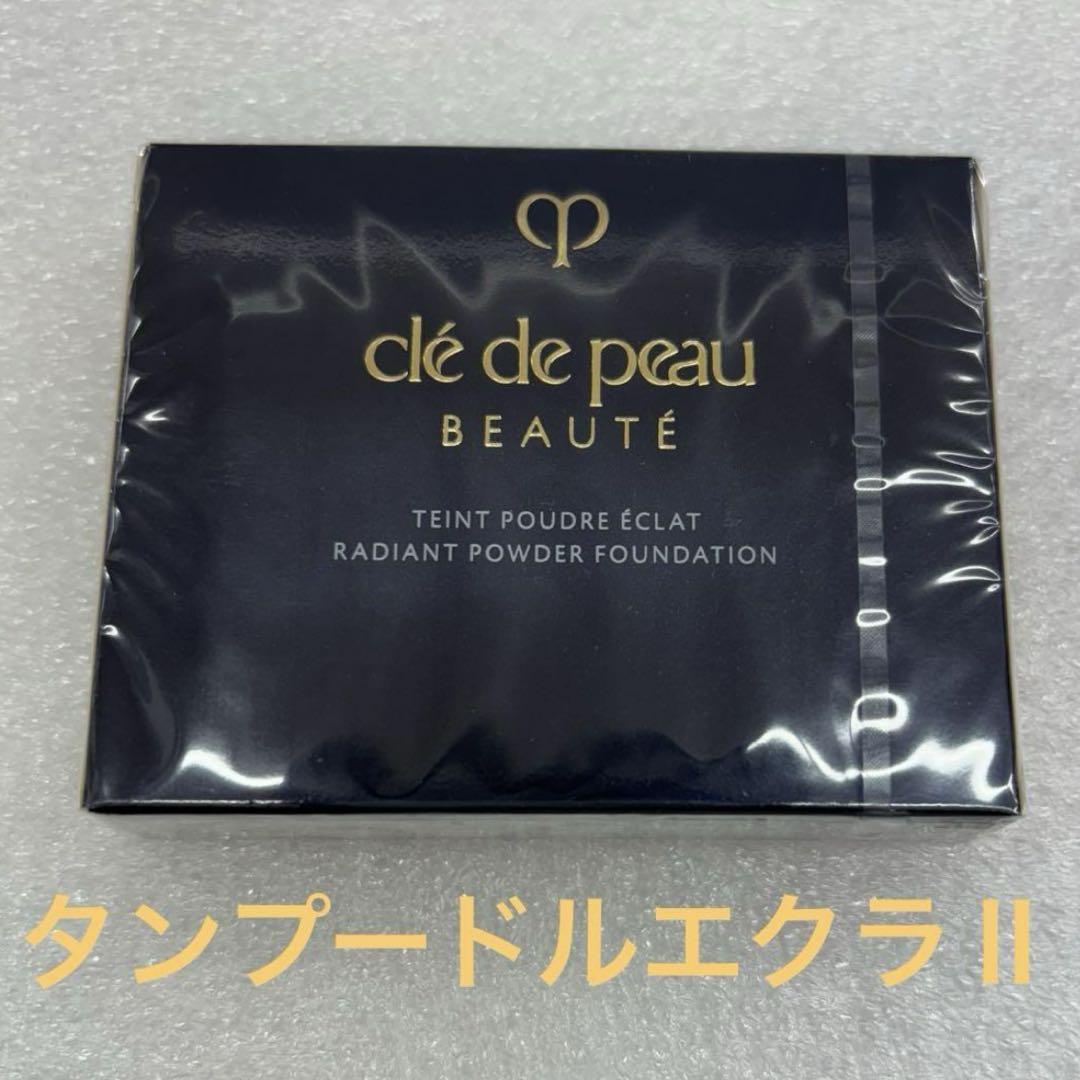 clé de peau
BEAUTÉ
TEINT POUDRE ÉCLAT
RADIANT POWDER FOUNDATION
タンプードルエクラⅡ